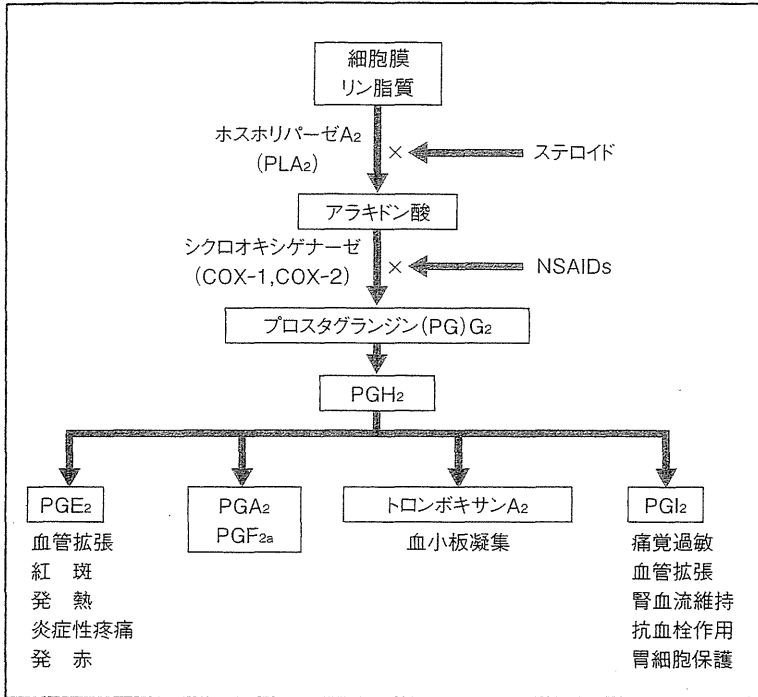 細胞膜
リン脂質
ホスホリパーゼA₂
(PLA₂)
×
ステロイド
アラキドン酸
シクロオキシゲナーゼ
(COX-1,COX-2)
×
NSAIDs
プロスタグランジン(PG)G₂
PGH₂
PGE₂
血管拡張
紅 斑
発 熱
炎症性疼痛
発 赤
PGA₂
PGF₂a
トロンボキサンA₂
血小板凝集
PGI₂
痛覚過敏
血管拡張
腎血流維持
抗血栓作用
胃細胞保護